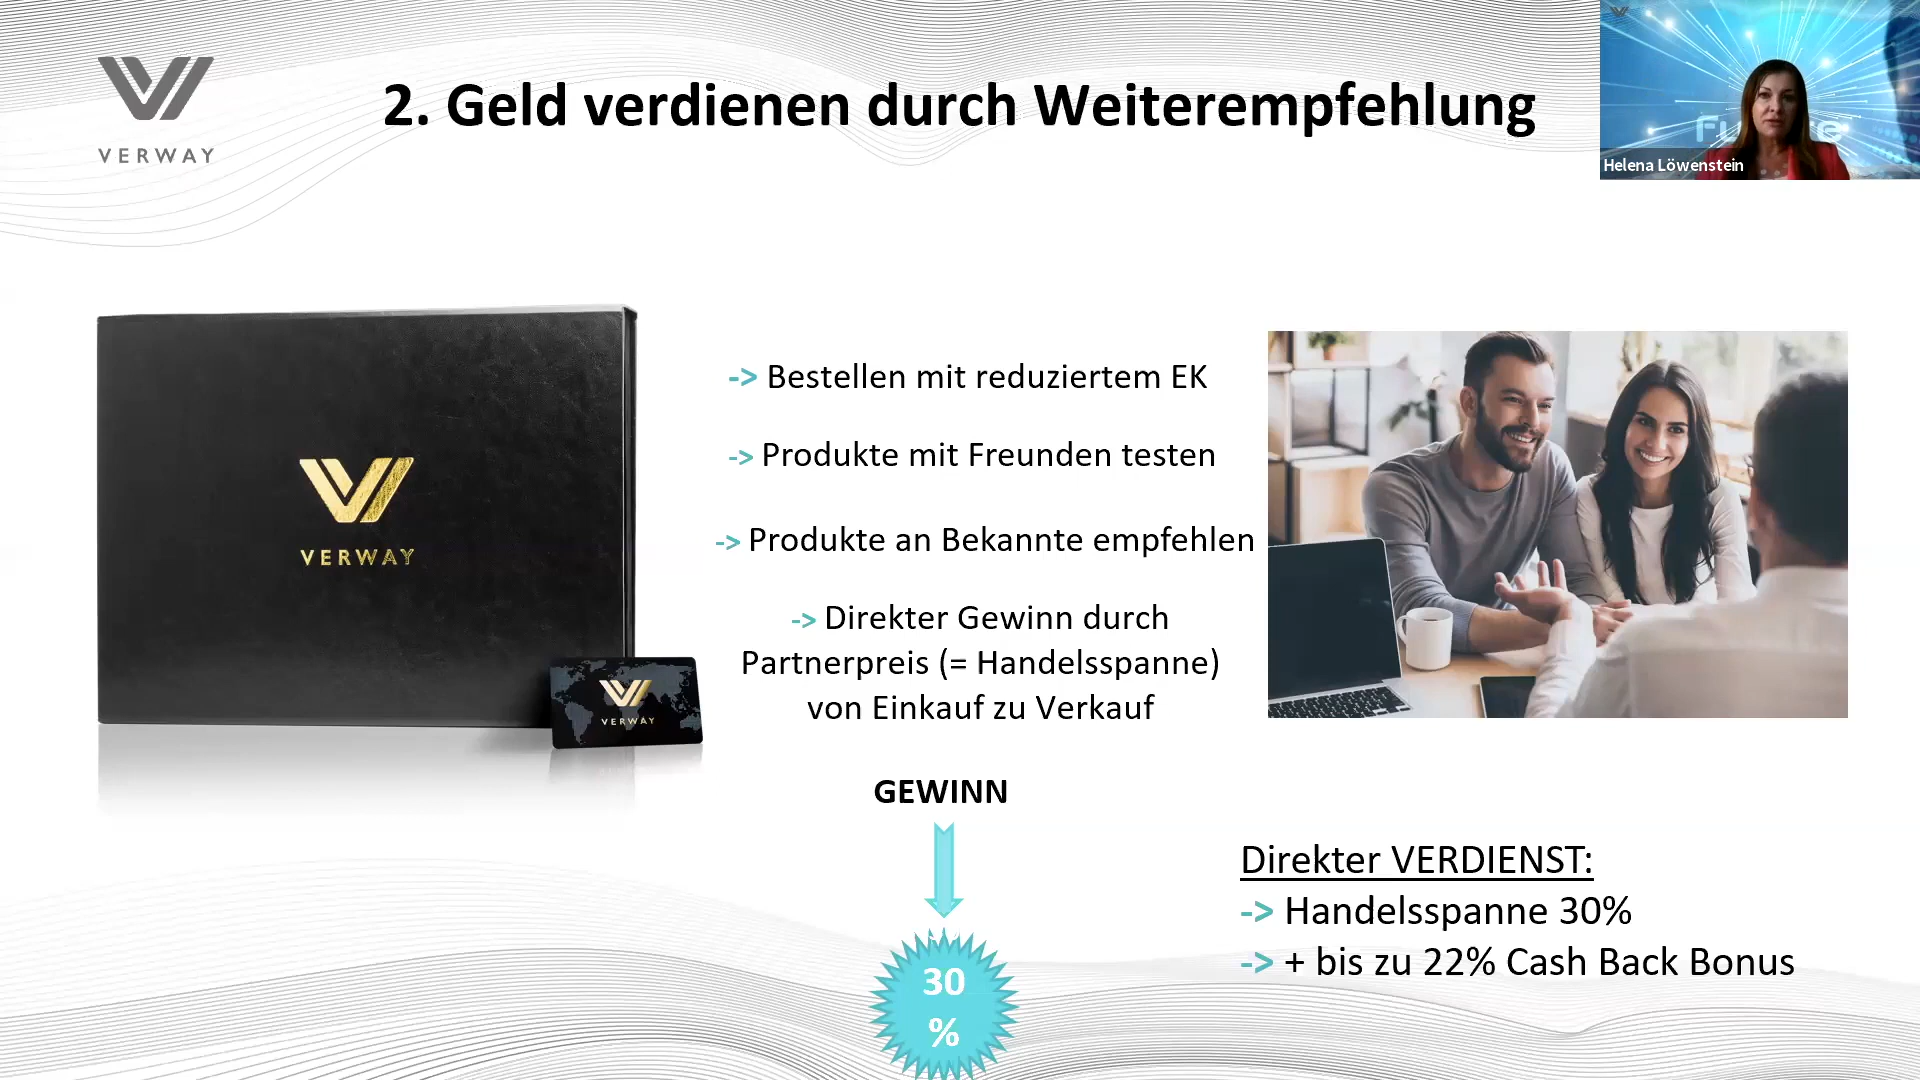 VERWAY
2. Geld verdienen durch Weiterempfehlung
Helena Löwenstein
VERWAY
VERWAY
-> Bestellen mit reduziertem EK
-> Produkte mit Freunden testen
-> Produkte an Bekannte empfehlen
-> Direkter Gewinn durch
Partnerpreis (= Handelsspanne)
von Einkauf zu Verkauf
GEWINN
30
%
Direkter VERDIENST:
-> Handelsspanne 30%
-> + bis zu 22% Cash Back Bonus